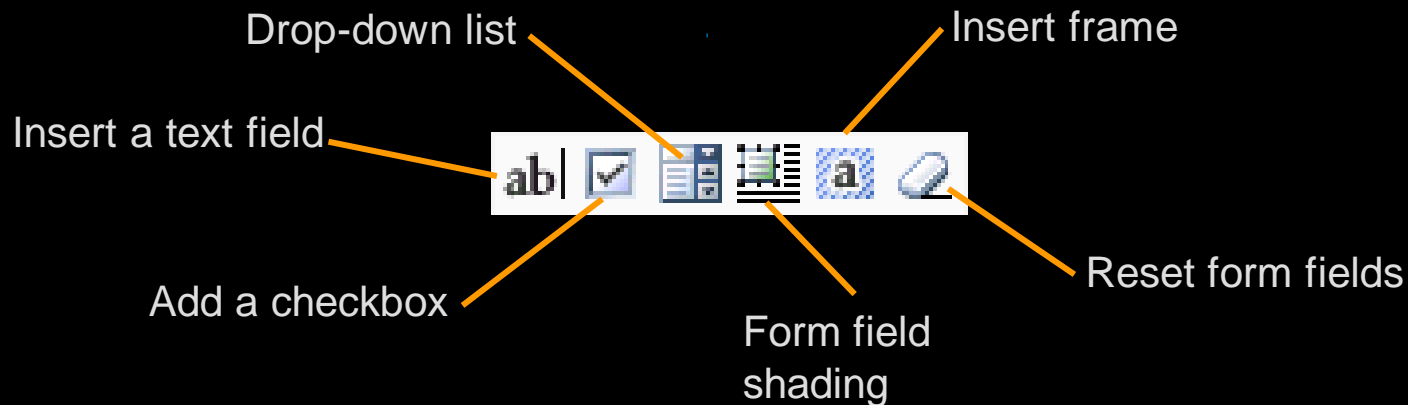 Drop-down list
Insert frame
Insert a text field
ab
a
Add a checkbox
Reset form fields
Form field
shading